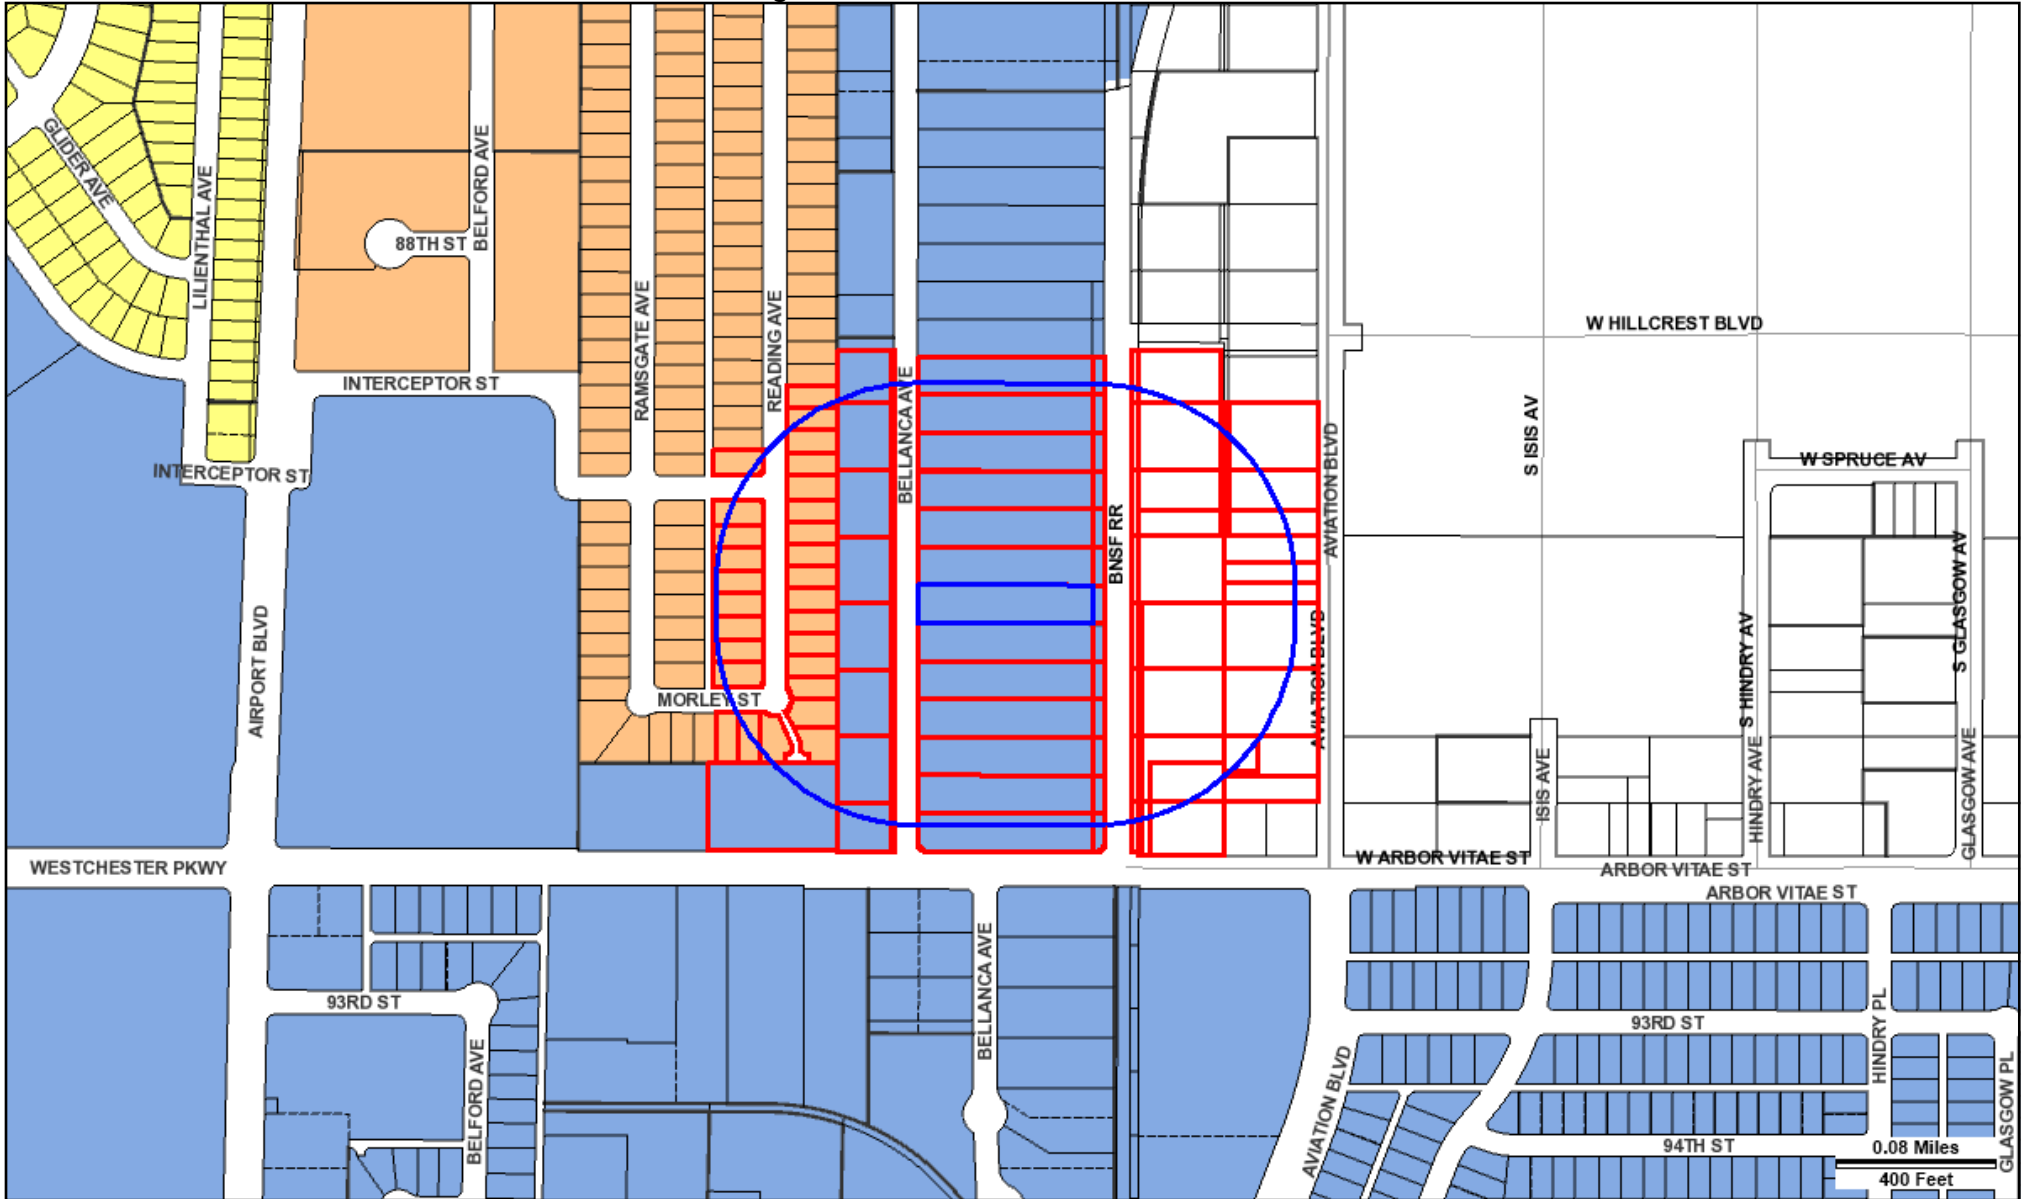 GLIDER AVE
LILIENTHAL AVE
BELFORD AVE
88TH ST
RAMSGATE AVE
READING AVE
INTERCEPTOR ST
INTERCEPTOR ST
BELLANCA AVE
BNSF RR
AVIATION BLVD
AVIATION BLVD
W HILLCREST BLVD
S ISIS AV
W SPRUCE AV
S GLASGOW AV
S HINDRY AV
AIRPORT BLVD
MORLEY ST
ISIS AVE
HINDRY AVE
GLASGOW AVE
WESTCHESTER PKWY
W ARBOR VITAE ST
ARBOR VITAE ST
ARBOR VITAE ST
93RD ST
BELFORD AVE
BELLANCA AVE
AVIATION BLVD
93RD ST
HINDRY PL
GLASGOW PL
94TH ST
0.08 Miles
400 Feet